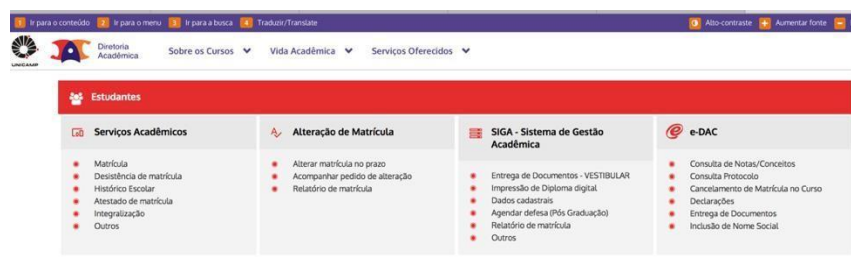 1 Ir para o conteúdo 2 Ir para o menu 3 Ir para a busca 4 Traduzir/Translate Alto-contraste + Aumentar fonte -
UNICAMP
Diretoria
Acadêmica
Sobre os Cursos Vida Acadêmica Serviços Oferecidos
Estudantes
Serviços Acadêmicos
Matrícula
Desistência de matrícula
Histórico Escolar
Atestado de matrícula
Integralização
Outros
Alteração de Matrícula
Alterar matrícula no prazo
Acompanhar pedido de alteração
Relatório de matrícula
SIGA - Sistema de Gestão
Acadêmica
Entrega de Documentos - VESTIBULAR
Impressão de Diploma digital
Dados cadastrais
Agendar defesa (Pós Graduação)
Relatório de matrícula
Outros
e-DAC
Consulta de Notas/Conceitos
Consulta Protocolo
Cancelamento de Matrícula no Curso
Declarações
Entrega de Documentos
Inclusão de Nome Social